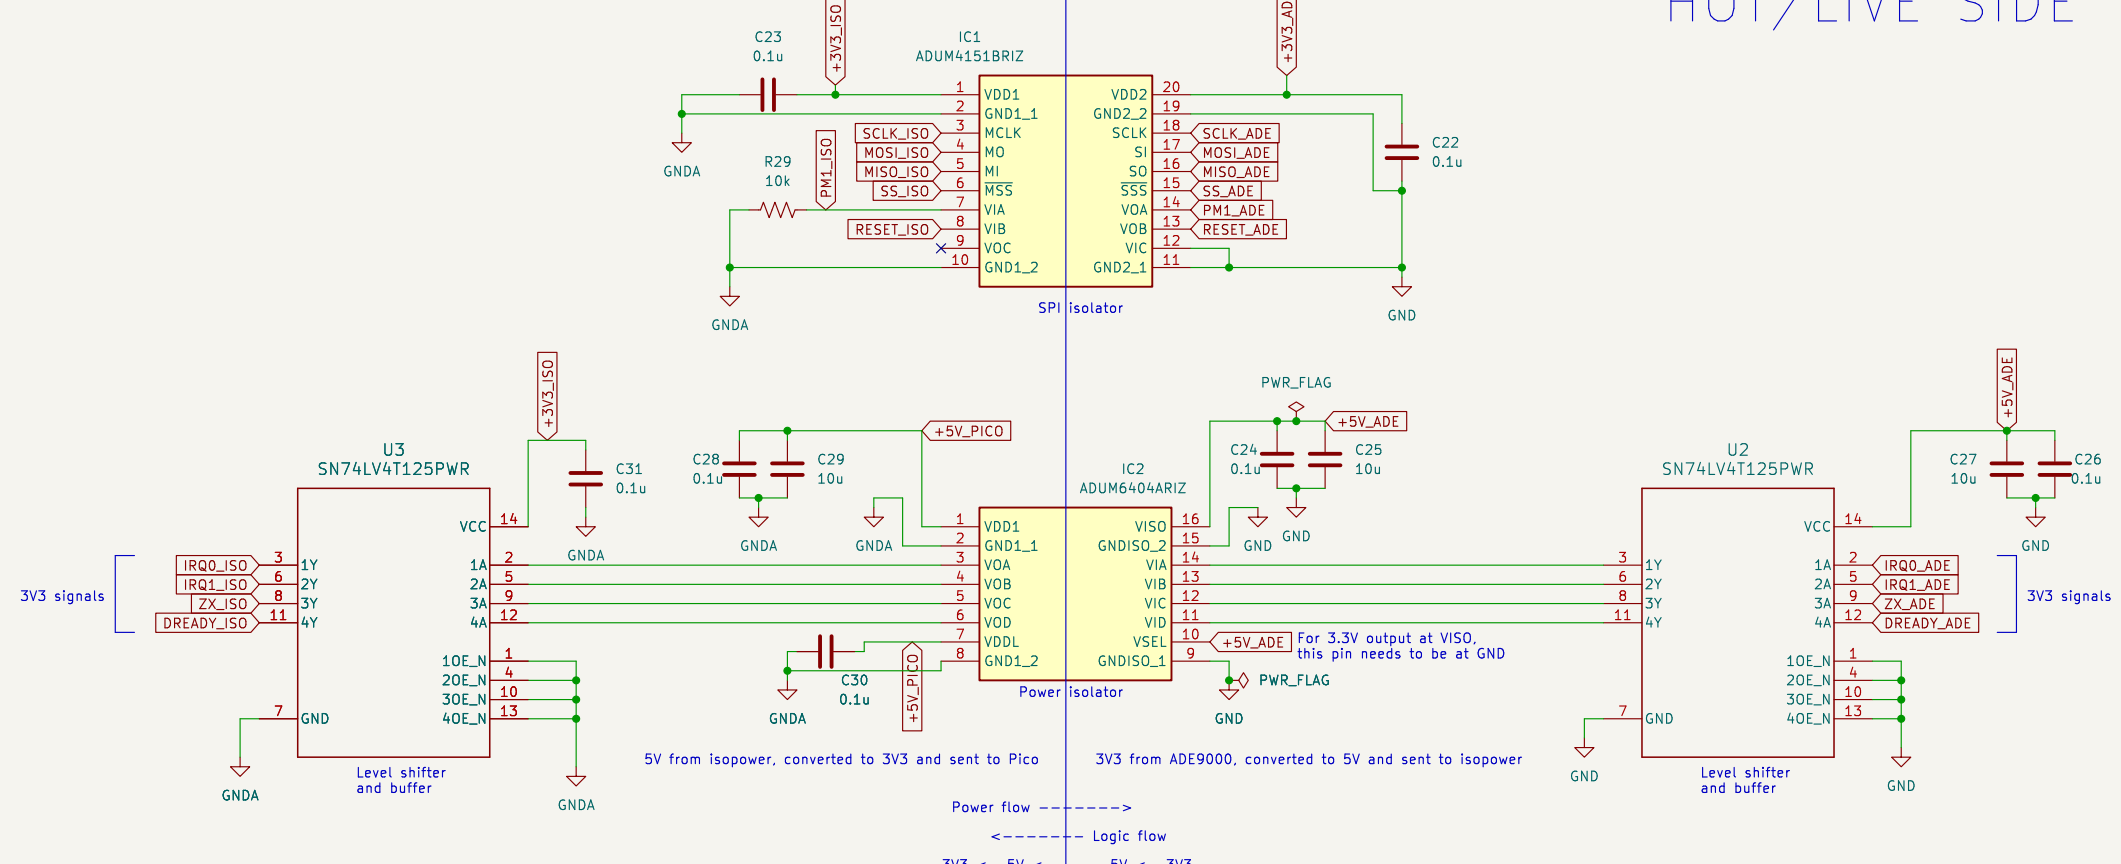 HOT/LIVE SIDE
+3V3_ISO
C23
0.1u
GNDA
IC1
ADUM4151BRIZ
1 VDD1
2 GND1_1
SCLK_ISO 3 MCLK
MOSI_ISO 4 MO
MISO_ISO 5 MI
SS_ISO 6 MSS
7 VIA
RESET_ISO 8 VIB
9 VOC
10 GND1_2
VDD2 20
GND2_2 19
SCLK 18 SCLK_ADE
SI 17 MOSI_ADE
SO 16 MISO_ADE
SSS 15 SS_ADE
VOA 14 PM1_ADE
VOB 13 RESET_ADE
VIC 12
GND2_1 11
R29
10k
PM1_ISO
GNDA
C22
0.1u
GND
SPI isolator
+3V3_ISO
U3
SN74LV4T125PWR
C31
0.1u
GNDA
VCC 14
IRQ0_ISO 3 1Y
IRQ1_ISO 6 2Y
ZX_ISO 8 3Y
DREADY_ISO 11 4Y
1A 2
2A 5
3A 9
4A 12
1OE_N 1
2OE_N 4
3OE_N 10
4OE_N 13
7 GND
GNDA
GNDA
3V3 signals
Level shifter
and buffer
+5V_PICO
C28
0.1u
C29
10u
GNDA
GNDA
IC2
ADUM6404ARIZ
1 VDD1
2 GND1_1
3 VOA
4 VOB
5 VOC
6 VOD
7 VDDL
8 GND1_2
VISO 16
GNDISO_2 15
VIA 14
VIB 13
VIC 12
VID 11
VSEL 10
GNDISO_1 9
C30
0.1u
GNDA
+5V_PICO
PWR_FLAG
+5V_ADE
C24
0.1u
C25
10u
GND
GND
+5V_ADE
For 3.3V output at VISO,
this pin needs to be at GND
PWR_FLAG
GND
Power isolator
+5V_ADE
U2
SN74LV4T125PWR
C27
10u
C26
0.1u
GND
VCC 14
3 1Y
6 2Y
8 3Y
11 4Y
1A 2 IRQ0_ADE
2A 5 IRQ1_ADE
3A 9 ZX_ADE
4A 12 DREADY_ADE
1OE_N 1
2OE_N 4
3OE_N 10
4OE_N 13
7 GND
GND
GND
3V3 signals
Level shifter
and buffer
5V from isopower, converted to 3V3 and sent to Pico
3V3 from ADE9000, converted to 5V and sent to isopower
Power flow ------->
<------- Logic flow